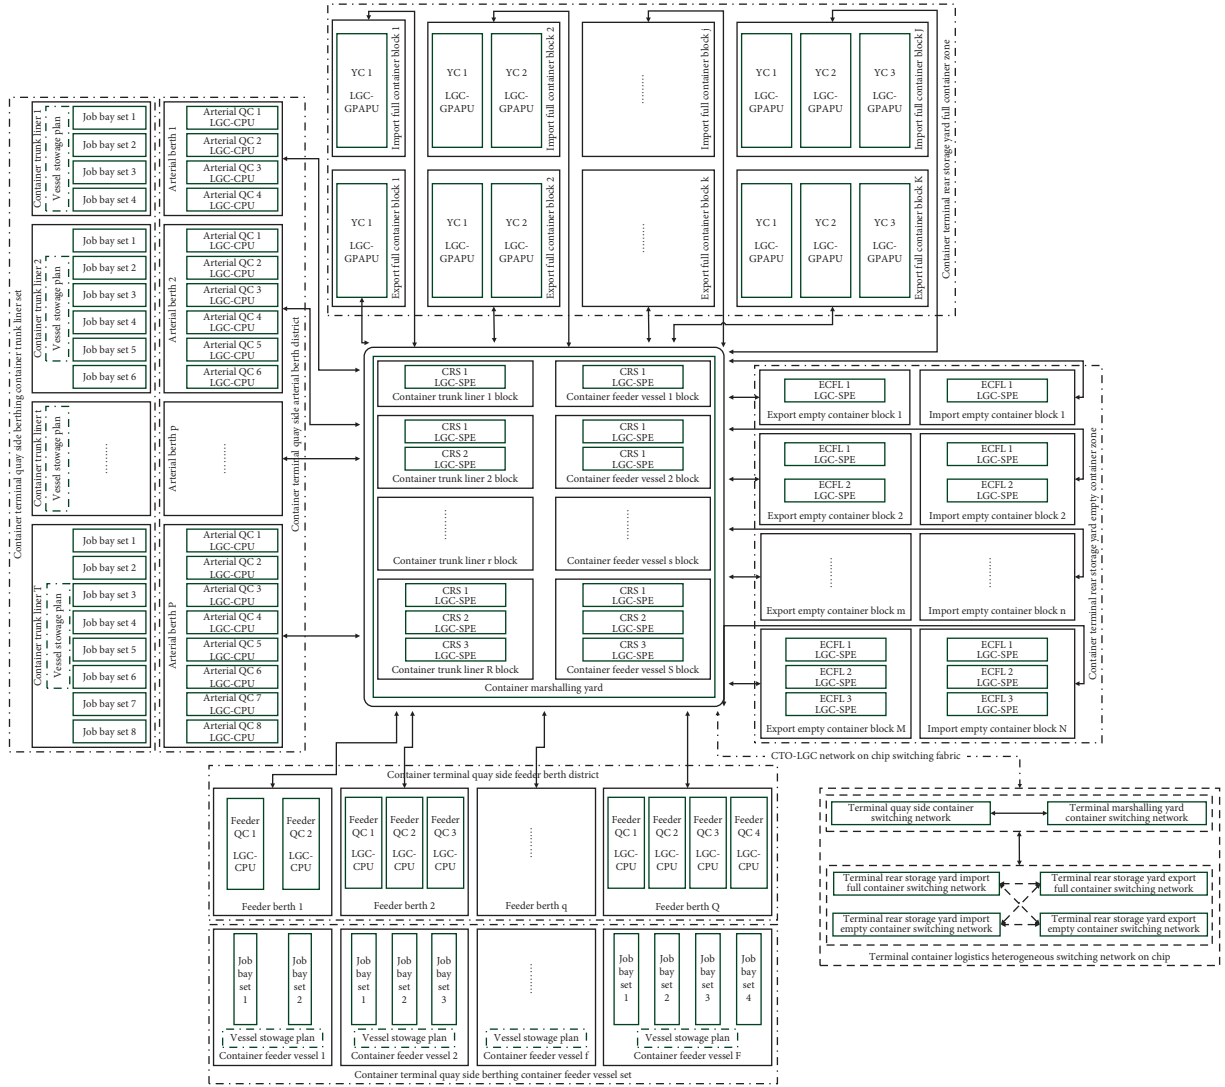 YC 1
LGC-
GPAPU
Import full container block 1
YC 1
LGC-
GPAPU
YC 2
LGC-
GPAPU
Import full container block 2
........
Import full container block j
YC 1
LGC-
GPAPU
YC 2
LGC-
GPAPU
YC 3
LGC-
GPAPU
Import full container block J
YC 1
LGC-
GPAPU
Export full container block 1
YC 1
LGC-
GPAPU
YC 2
LGC-
GPAPU
Export full container block 2
........
Export full container block k
YC 1
LGC-
GPAPU
YC 2
LGC-
GPAPU
YC 3
LGC-
GPAPU
Export full container block K
Container terminal rear storage yard full container zone
Container terminal quay side berthing container trunk liner set
Container trunk liner 1
Vessel stowage plan
Job bay set 1
Job bay set 2
Job bay set 3
Job bay set 4
Container trunk liner 2
Vessel stowage plan
Job bay set 1
Job bay set 2
Job bay set 3
Job bay set 4
Job bay set 5
Job bay set 6
Container trunk liner t
Vessel stowage plan
........
Container trunk liner T
Vessel stowage plan
Job bay set 1
Job bay set 2
Job bay set 3
Job bay set 4
Job bay set 5
Job bay set 6
Job bay set 7
Job bay set 8
Arterial berth 1
Arterial QC 1
LGC-CPU
Arterial QC 2
LGC-CPU
Arterial QC 3
LGC-CPU
Arterial QC 4
LGC-CPU
Arterial berth 2
Arterial QC 1
LGC-CPU
Arterial QC 2
LGC-CPU
Arterial QC 3
LGC-CPU
Arterial QC 4
LGC-CPU
Arterial QC 5
LGC-CPU
Arterial QC 6
LGC-CPU
Arterial berth p
........
Arterial berth P
Arterial QC 1
LGC-CPU
Arterial QC 2
LGC-CPU
Arterial QC 3
LGC-CPU
Arterial QC 4
LGC-CPU
Arterial QC 5
LGC-CPU
Arterial QC 6
LGC-CPU
Arterial QC 7
LGC-CPU
Arterial QC 8
LGC-CPU
Container terminal quay side arterial berth district
CRS 1
LGC-SPE
Container trunk liner 1 block
CRS 1
LGC-SPE
Container feeder vessel 1 block
CRS 1
LGC-SPE
CRS 2
LGC-SPE
Container trunk liner 2 block
CRS 1
LGC-SPE
CRS 1
LGC-SPE
Container feeder vessel 2 block
........
Container trunk liner r block
........
Container feeder vessel s block
CRS 1
LGC-SPE
CRS 2
LGC-SPE
CRS 3
LGC-SPE
Container trunk liner R block
CRS 1
LGC-SPE
CRS 2
LGC-SPE
CRS 3
LGC-SPE
Container feeder vessel S block
Container marshalling yard
ECFL 1
LGC-SPE
Export empty container block 1
ECFL 1
LGC-SPE
Import empty container block 1
ECFL 1
LGC-SPE
ECFL 2
LGC-SPE
Export empty container block 2
ECFL 1
LGC-SPE
ECFL 2
LGC-SPE
Import empty container block 2
........
Export empty container block m
........
Import empty container block n
ECFL 1
LGC-SPE
ECFL 2
LGC-SPE
ECFL 3
LGC-SPE
Export empty container block M
ECFL 1
LGC-SPE
ECFL 2
LGC-SPE
ECFL 3
LGC-SPE
Import empty container block N
Container terminal rear storage yard empty container zone
CTO-LGC network on chip switching fabric
Container terminal quay side feeder berth district
Feeder
QC 1
LGC-
CPU
Feeder
QC 2
LGC-
CPU
Feeder berth 1
Feeder
QC 1
LGC-
CPU
Feeder
QC 2
LGC-
CPU
Feeder
QC 3
LGC-
CPU
Feeder berth 2
........
Feeder berth q
Feeder
QC 1
LGC-
CPU
Feeder
QC 2
LGC-
CPU
Feeder
QC 3
LGC-
CPU
Feeder
QC 4
LGC-
CPU
Feeder berth Q
Job
bay
set
1
Job
bay
set
2
Vessel stowage plan
Container feeder vessel 1
Job
bay
set
1
Job
bay
set
2
Job
bay
set
3
Vessel stowage plan
Container feeder vessel 2
........
Vessel stowage plan
Container feeder vessel f
Job
bay
set
1
Job
bay
set
2
Job
bay
set
3
Job
bay
set
4
Vessel stowage plan
Container feeder vessel F
Container terminal quay side berthing container feeder vessel set
Terminal quay side container
switching network
Terminal marshalling yard
container switching network
Terminal rear storage yard import
full container switching network
Terminal rear storage yard export
full container switching network
Terminal rear storage yard import
empty container switching network
Terminal rear storage yard export
empty container switching network
Terminal container logistics heterogeneous switching network on chip